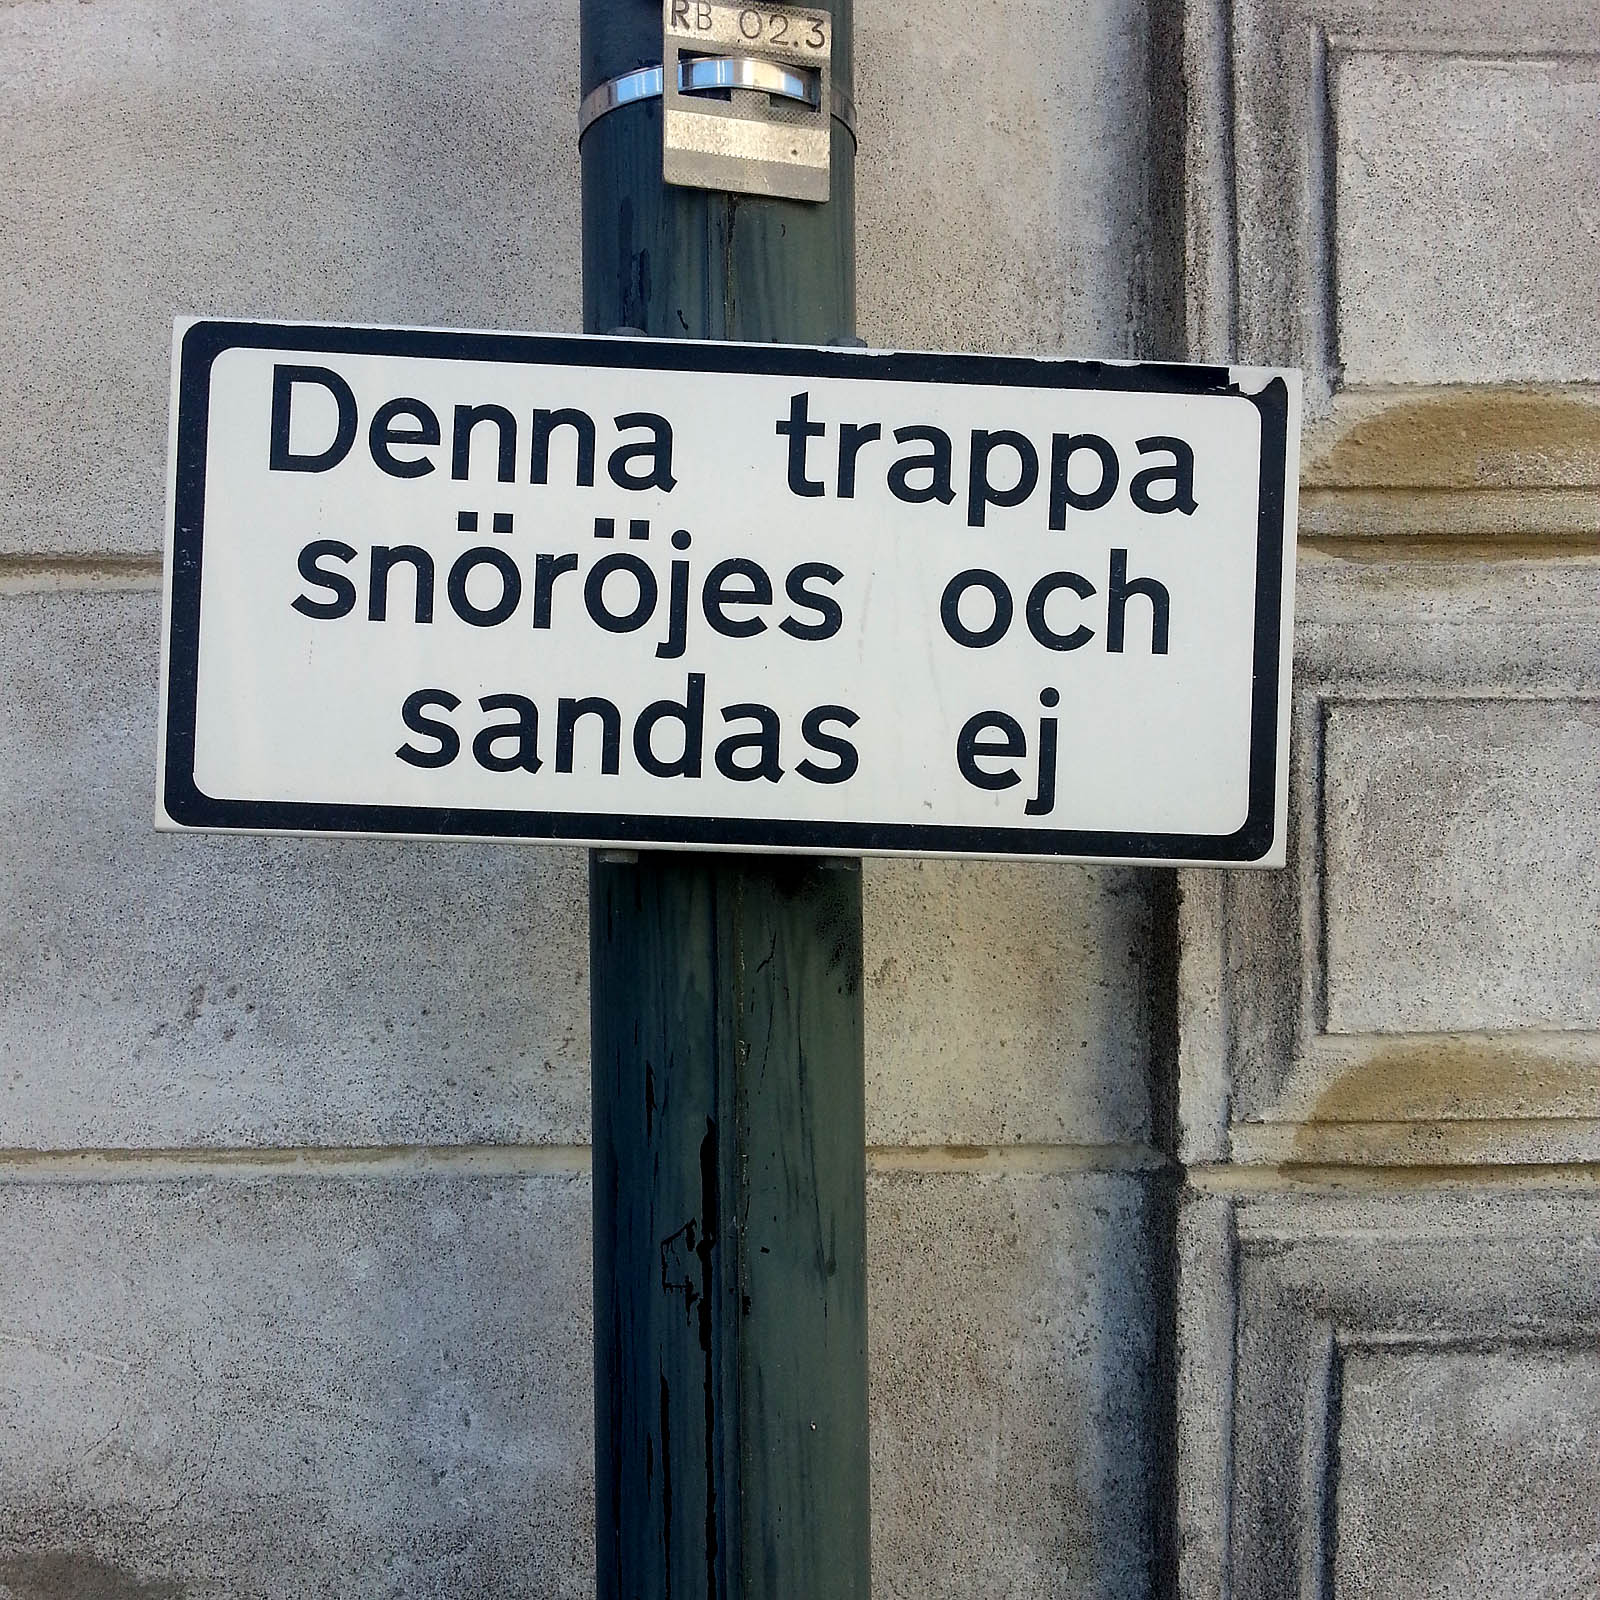 RB 02.3
Denna trappa
snöröjes och
sandas ej